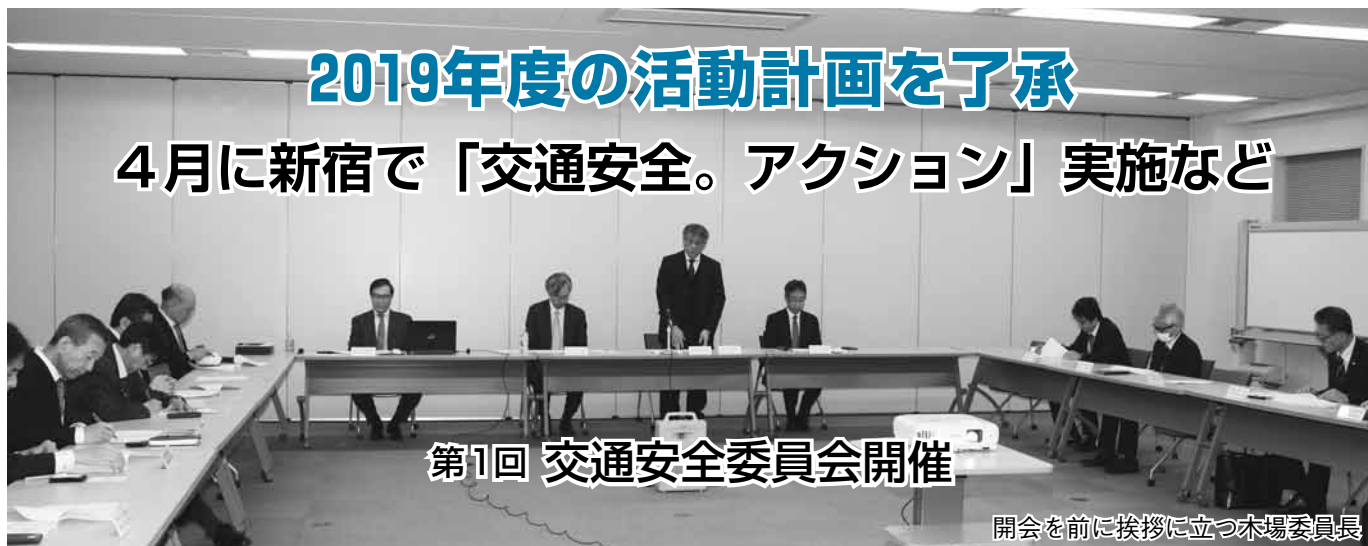 2019年度の活動計画を了承
４月に新宿で「交通安全。アクション」実施など
第1回 交通安全委員会開催
開会を前に挨拶に立つ木場委員長